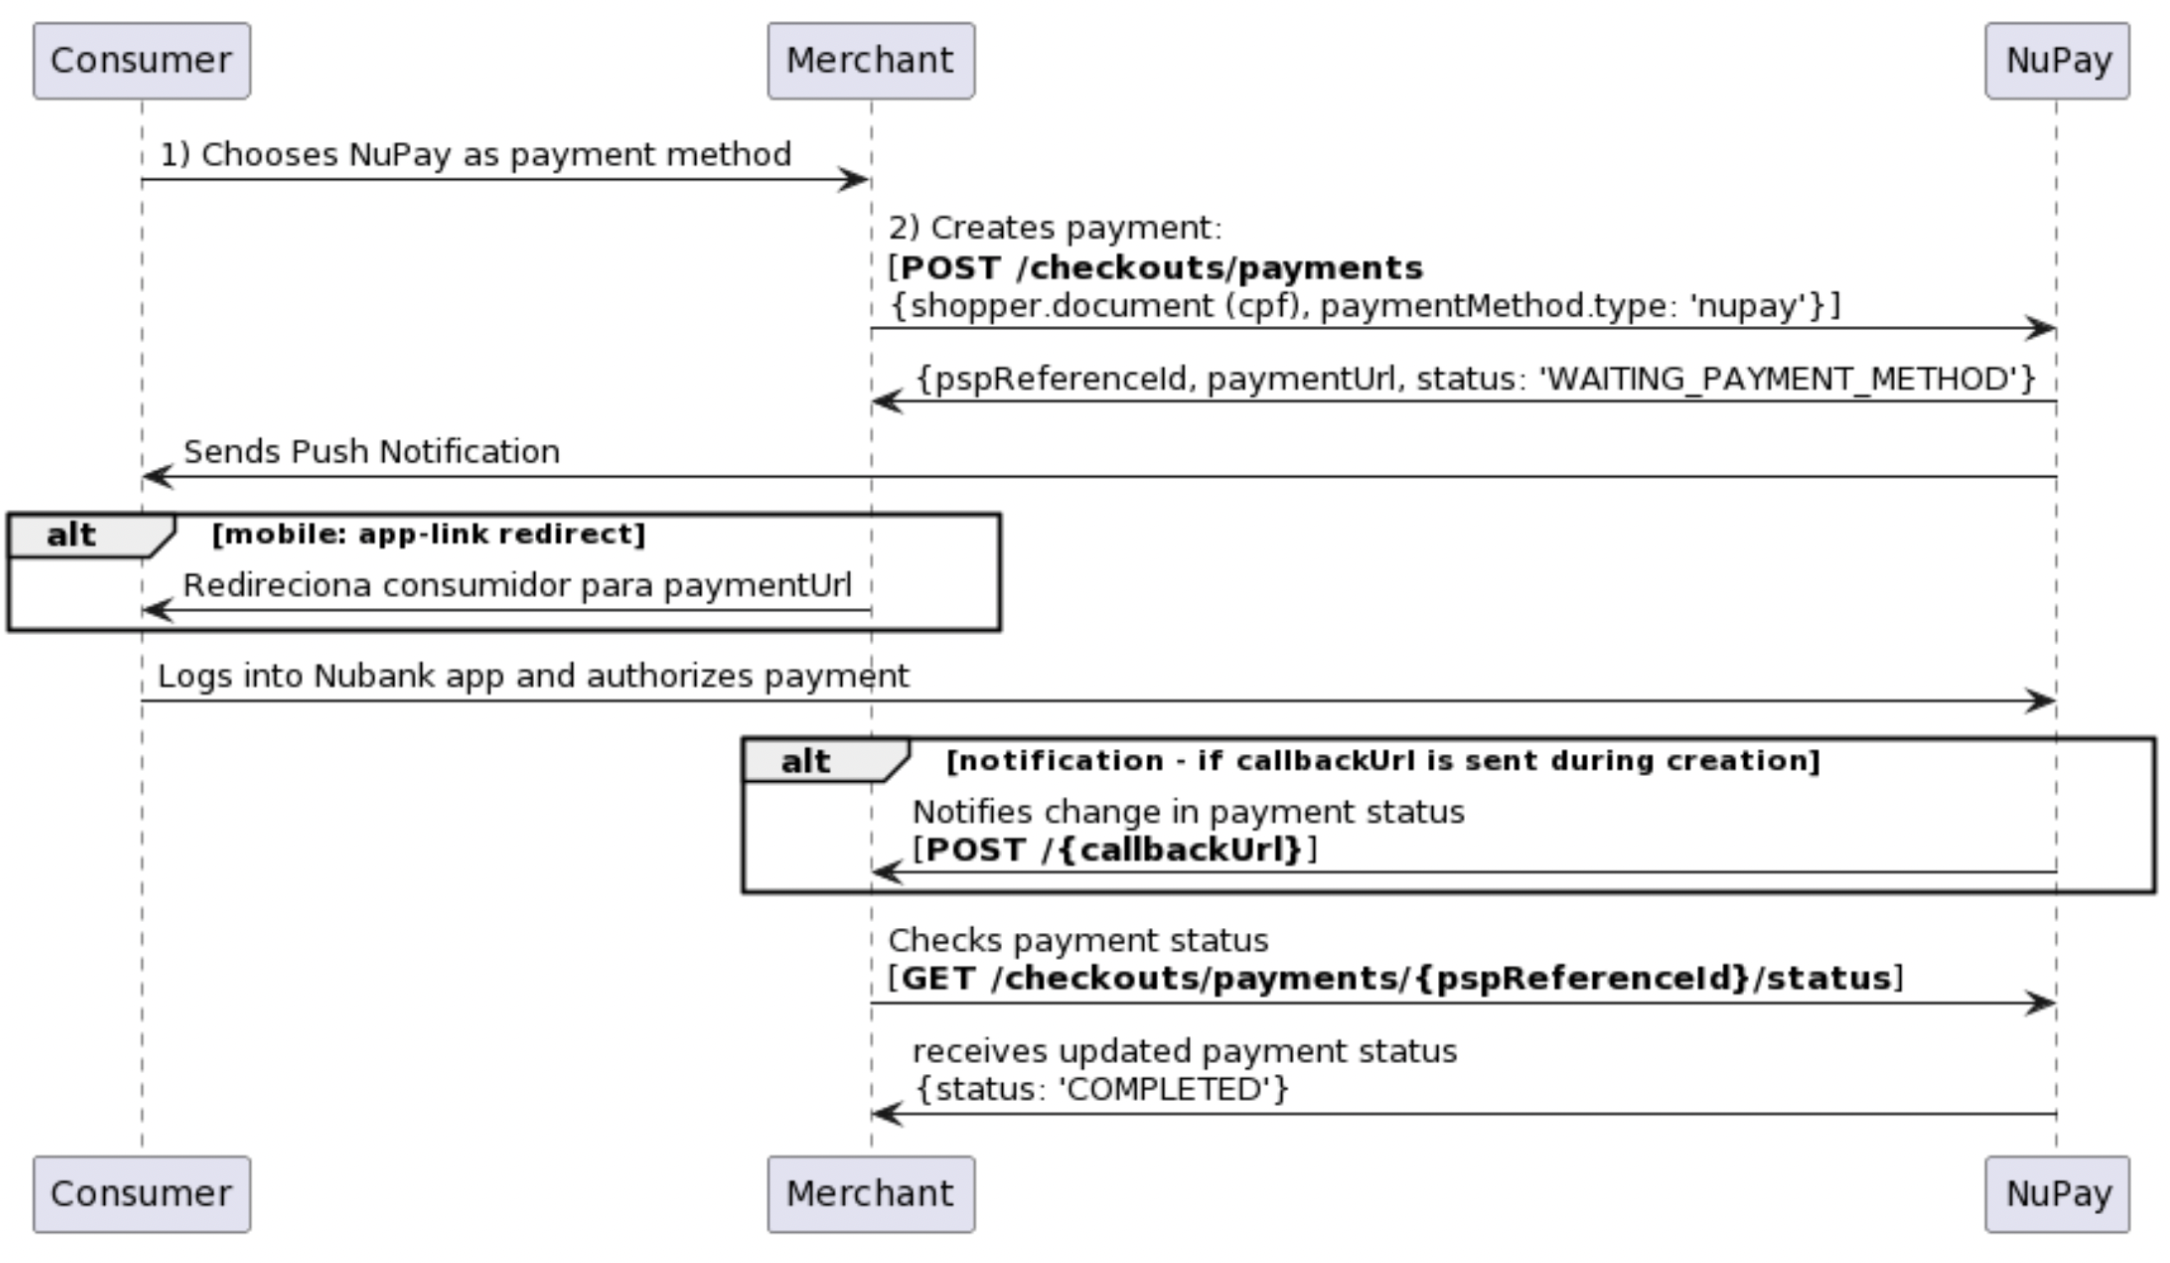 Consumer
Merchant
NuPay
1) Chooses NuPay as payment method
2) Creates payment:
[POST /checkouts/payments
{shopper.document (cpf), paymentMethod.type: 'nupay'}]
{pspReferenceId, paymentUrl, status: 'WAITING_PAYMENT_METHOD'}
Sends Push Notification
alt
[mobile: app-link redirect]
Redireciona consumidor para paymentUrl
Logs into Nubank app and authorizes payment
alt
[notification - if callbackUrl is sent during creation]
Notifies change in payment status
[POST /{callbackUrl}]
Checks payment status
[GET /checkouts/payments/{pspReferenceId}/status]
receives updated payment status
{status: 'COMPLETED'}
Consumer
Merchant
NuPay